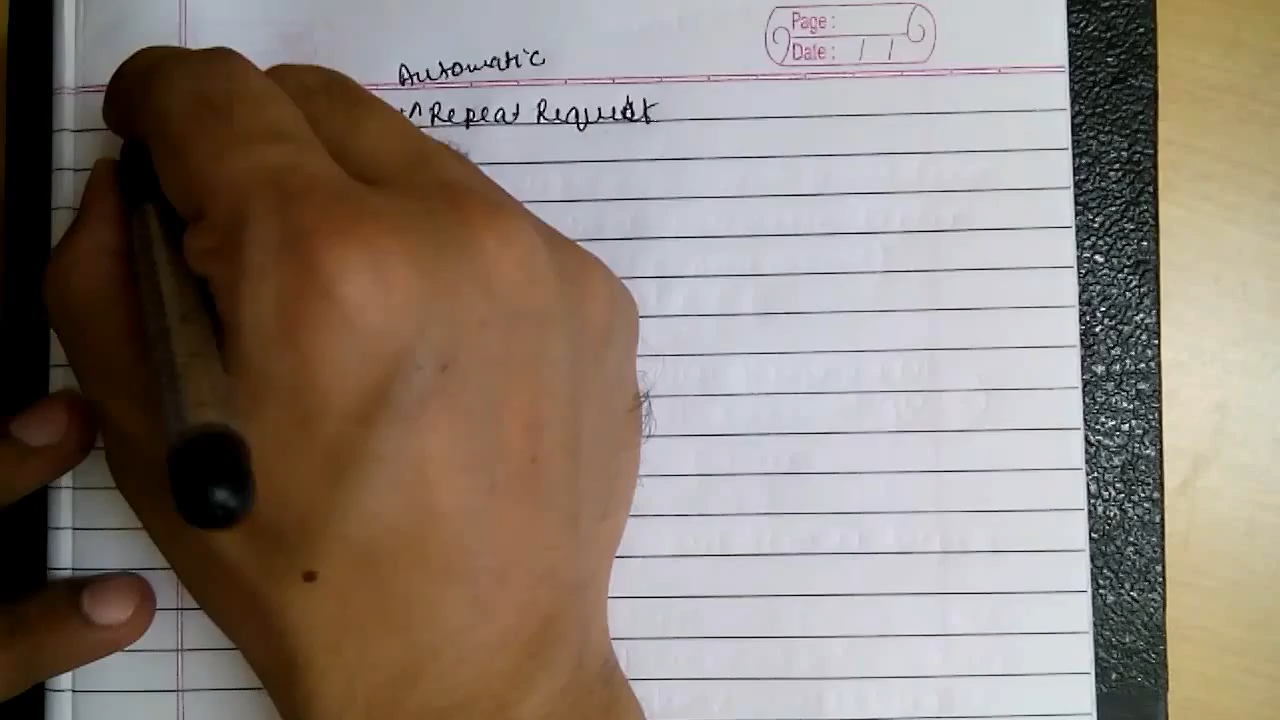 Page :
Date : / /
Automatic
^ Repeat Request